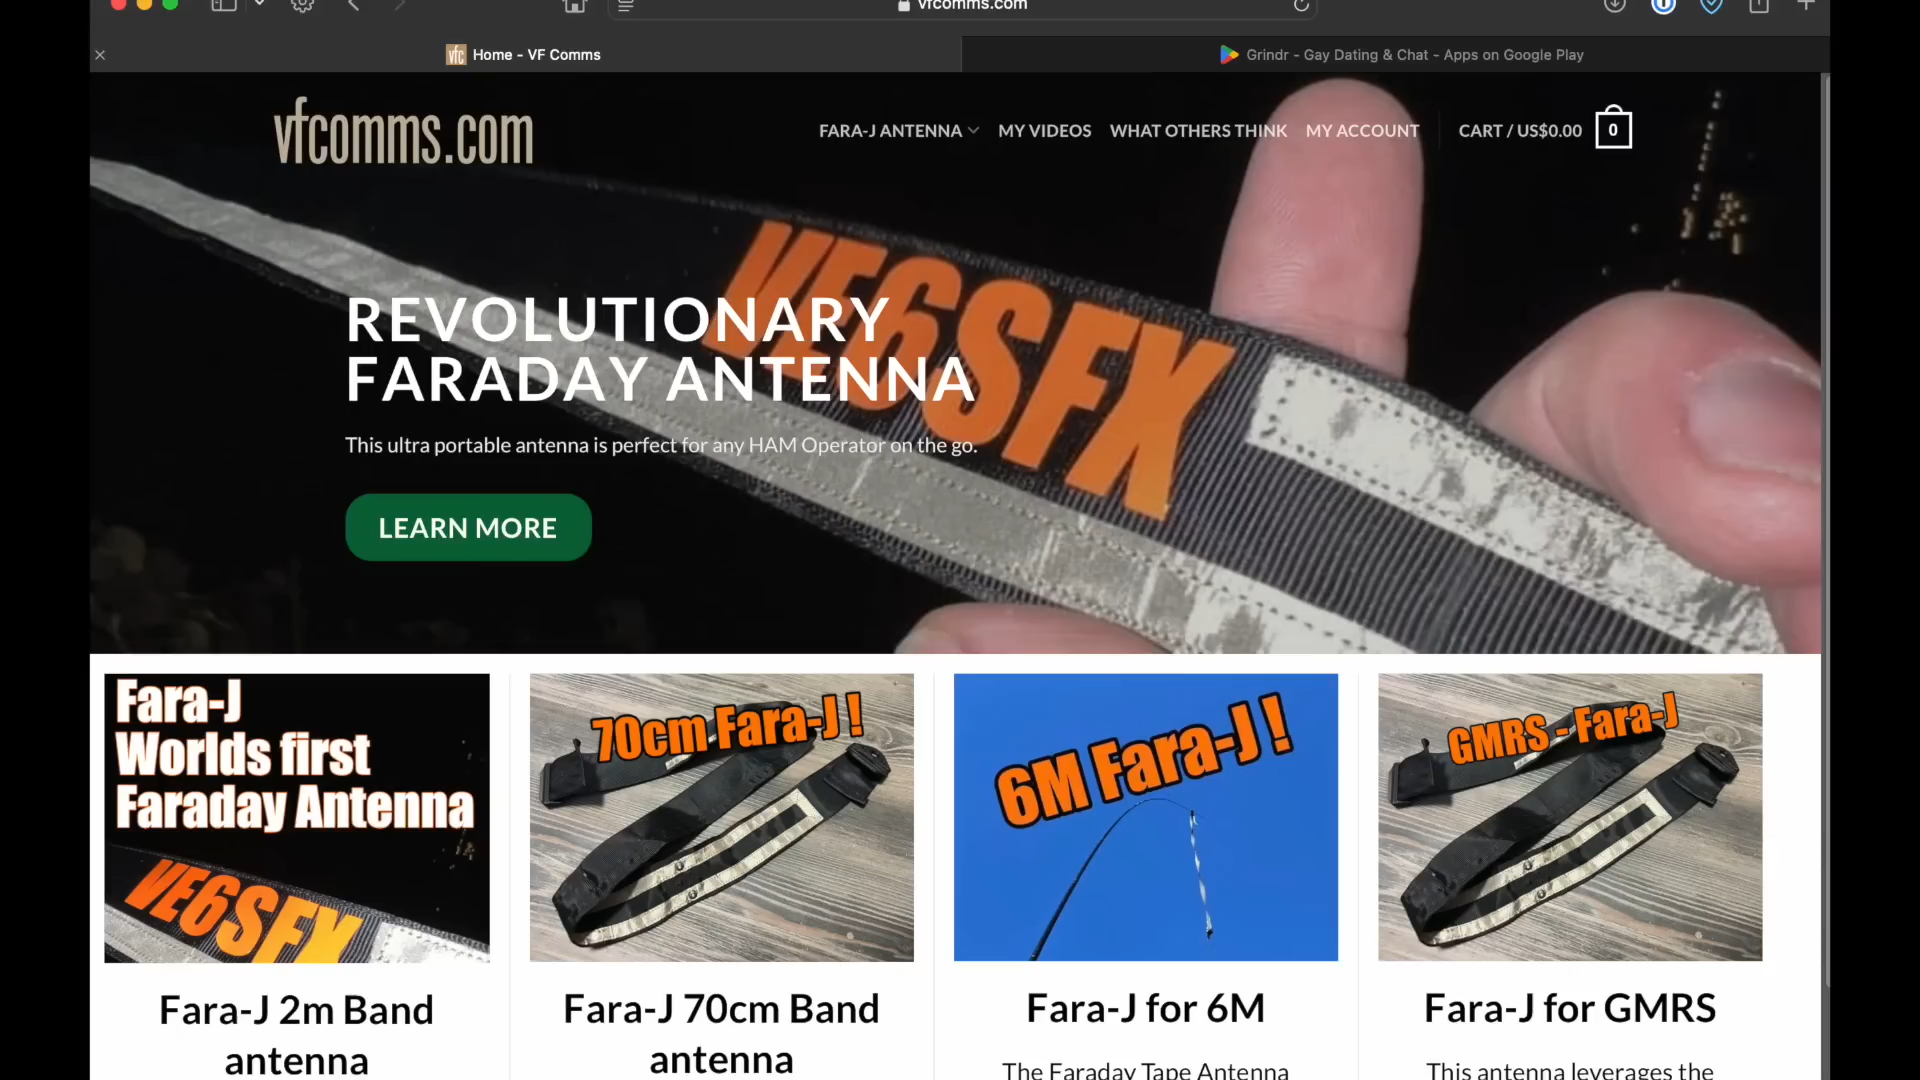 vfcomms.com
vfc Home - VF Comms
Grindr - Gay Dating & Chat - Apps on Google Play
vfcomms.com
FARA-J ANTENNA
MY VIDEOS
WHAT OTHERS THINK
MY ACCOUNT
CART / US$0.00
0
VE6SFX
REVOLUTIONARY
FARADAY ANTENNA
This ultra portable antenna is perfect for any HAM Operator on the go.
LEARN MORE
Fara-J
Worlds first
Faraday Antenna
VE6SFX
70cm Fara-J !
6M Fara-J !
GMRS - Fara-J
Fara-J 2m Band
antenna
Fara-J 70cm Band
antenna
Fara-J for 6M
The Faraday Tape Antenna
Fara-J for GMRS
This antenna leverages the